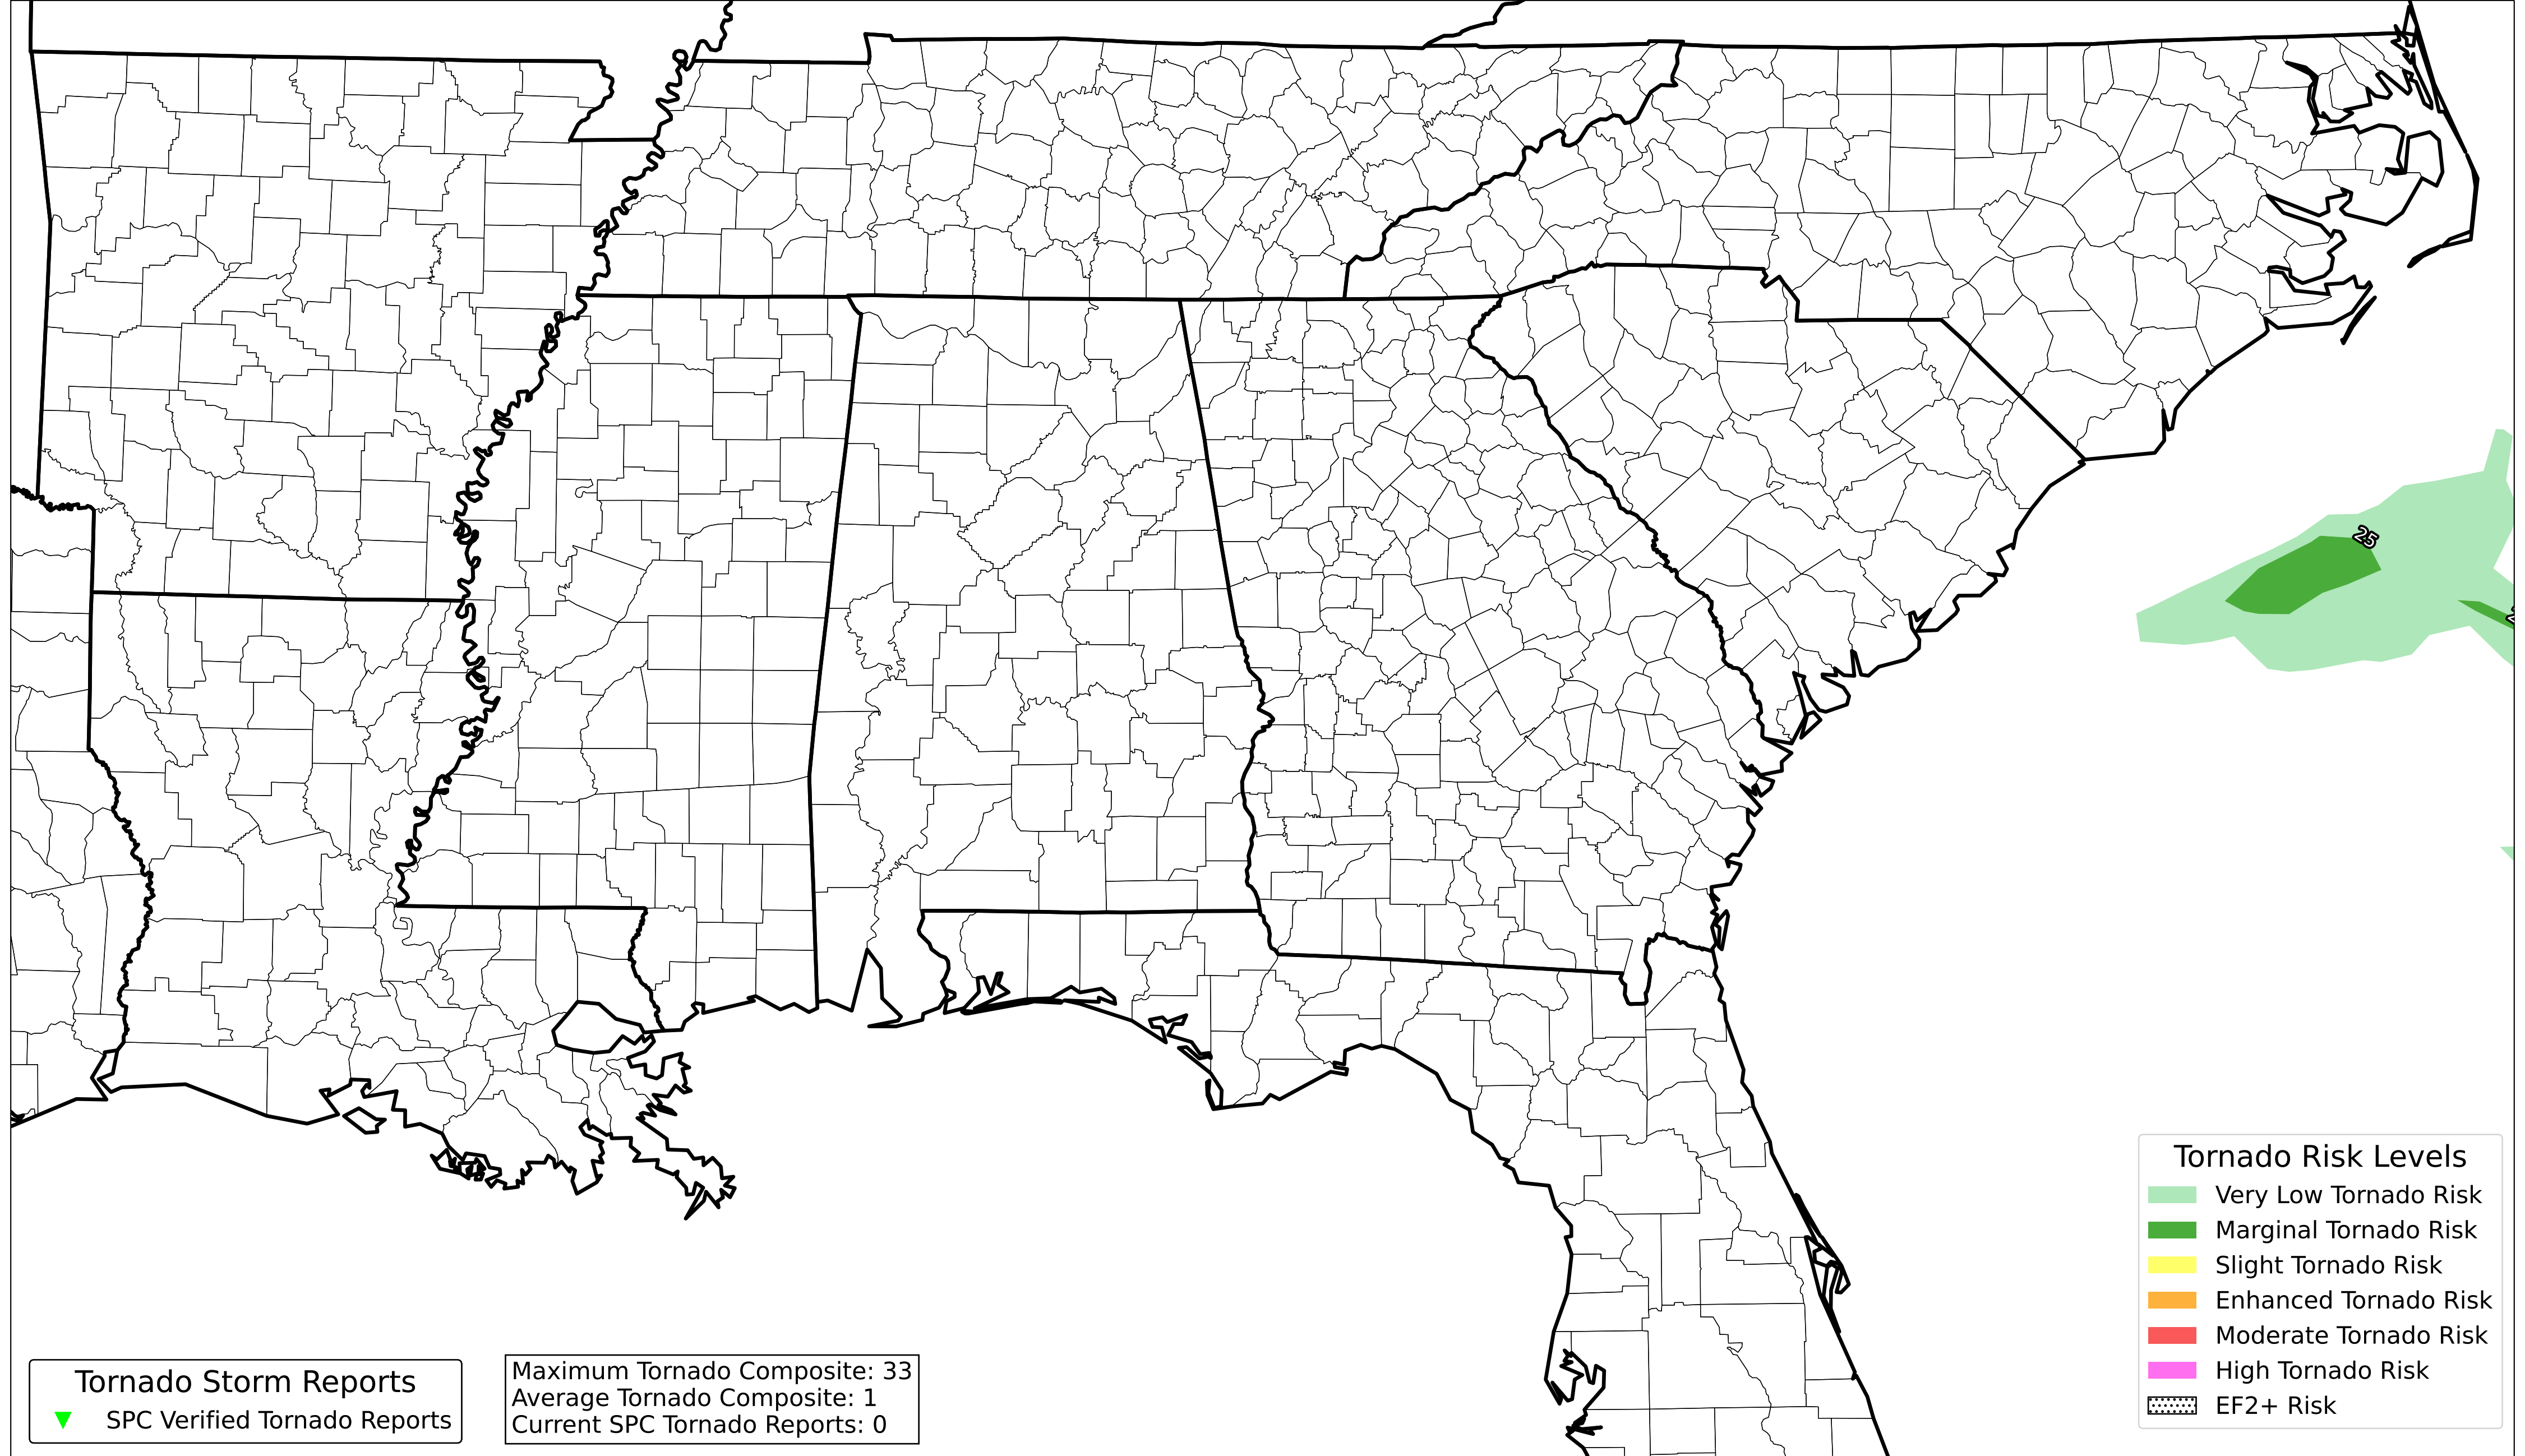 25
Tornado Risk Levels
Very Low Tornado Risk
Marginal Tornado Risk
Slight Tornado Risk
Enhanced Tornado Risk
Moderate Tornado Risk
High Tornado Risk
EF2+ Risk
Tornado Storm Reports
SPC Verified Tornado Reports
Maximum Tornado Composite: 33
Average Tornado Composite: 1
Current SPC Tornado Reports: 0